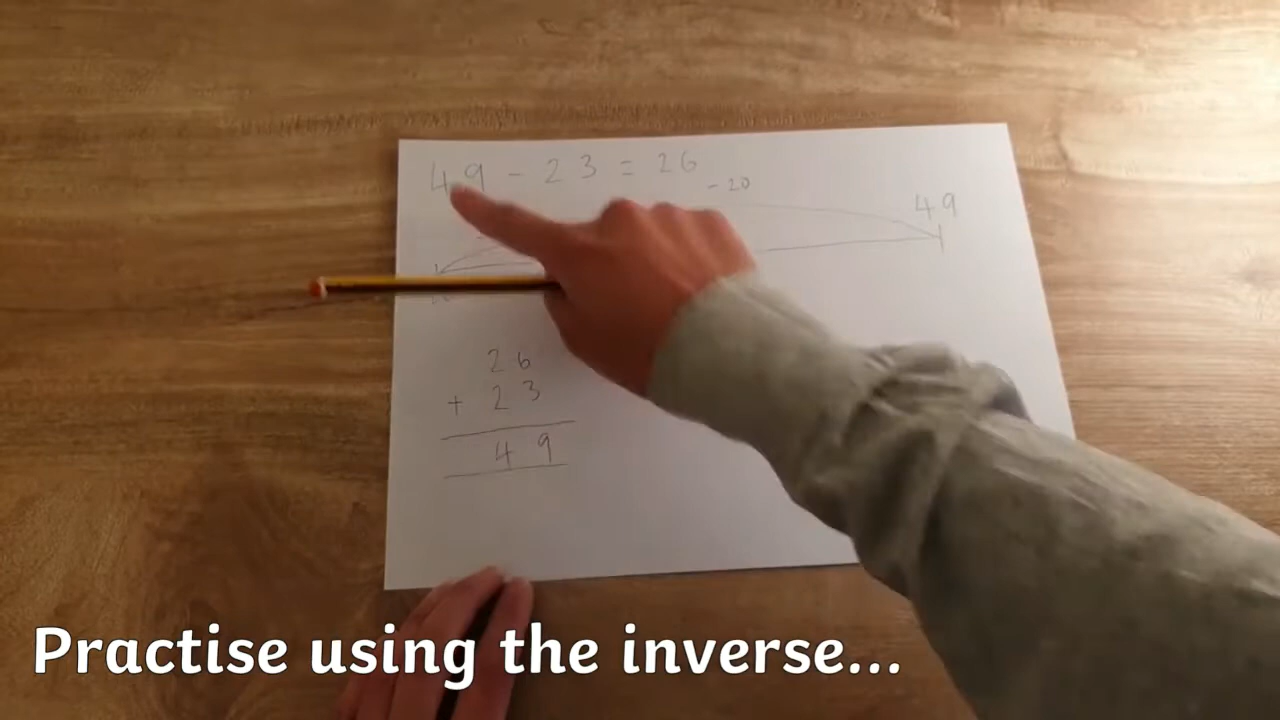 49 - 23 = 26
- 20
49
26
+ 23
49
Practise using the inverse...